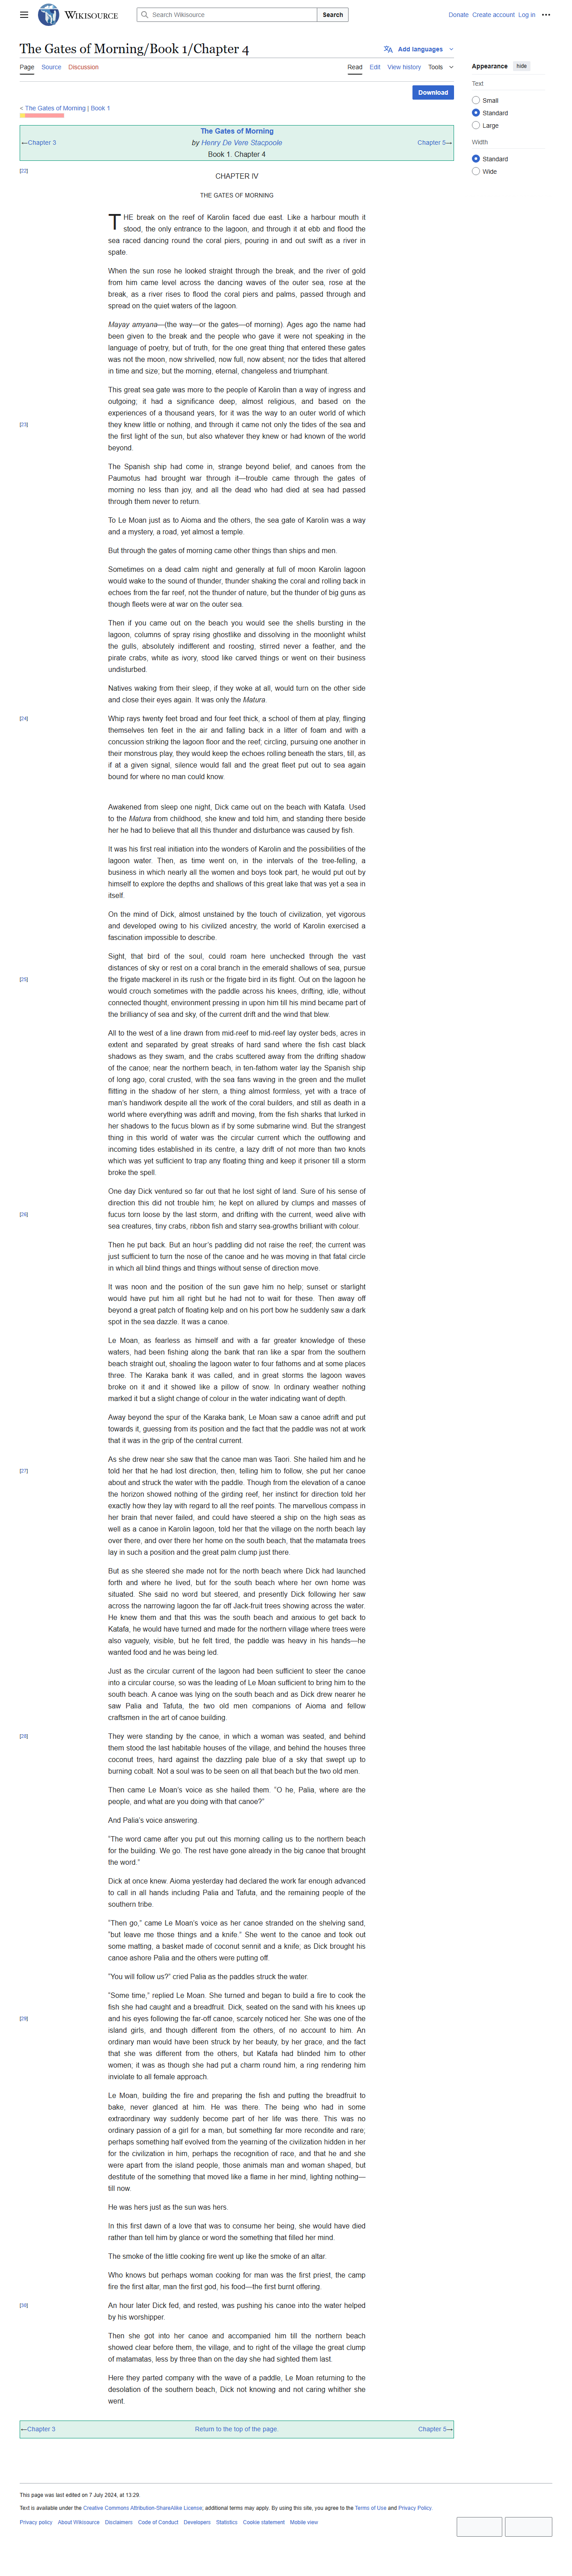 Wikisource
Search Wikisource
Search
Donate Create account Log in
The Gates of Morning/Book 1/Chapter 4
Add languages
Page Source Discussion
Read Edit View history Tools
Appearance hide
Text
Small
Standard
Large
Width
Standard
Wide
Download
< The Gates of Morning | Book 1
The Gates of Morning
by Henry De Vere Stacpoole
Book 1. Chapter 4
←Chapter 3
Chapter 5→
[22]
CHAPTER IV
THE GATES OF MORNING
THE break on the reef of Karolin faced due east. Like a harbour mouth it
stood, the only entrance to the lagoon, and through it at ebb and flood the
sea raced dancing round the coral piers, pouring in and out swift as a river in
spate.
When the sun rose he looked straight through the break, and the river of gold
from him came level across the dancing waves of the outer sea, rose at the
break, as a river rises to flood the coral piers and palms, passed through and
spread on the quiet waters of the lagoon.
Mayay amyana—(the way—or the gates—of morning). Ages ago the name had
been given to the break and the people who gave it were not speaking in the
language of poetry, but of truth, for the one great thing that entered these gates
was not the moon, now shrivelled, now full, now absent; nor the tides that altered
in time and size; but the morning, eternal, changeless and triumphant.
This great sea gate was more to the people of Karolin than a way of ingress and
outgoing; it had a significance deep, almost religious, and based on the
experiences of a thousand years, for it was the way to an outer world of which
[23]
they knew little or nothing, and through it came not only the tides of the sea and
the first light of the sun, but also whatever they knew or had known of the world
beyond.
The Spanish ship had come in, strange beyond belief, and canoes from the
Paumotus had brought war through it—trouble came through the gates of
morning no less than joy, and all the dead who had died at sea had passed
through them never to return.
To Le Moan just as to Aioma and the others, the sea gate of Karolin was a way
and a mystery, a road, yet almost a temple.
But through the gates of morning came other things than ships and men.
Sometimes on a dead calm night and generally at full of moon Karolin lagoon
would wake to the sound of thunder, thunder shaking the coral and rolling back in
echoes from the far reef, not the thunder of nature, but the thunder of big guns as
though fleets were at war on the outer sea.
Then if you came out on the beach you would see the shells bursting in the
lagoon, columns of spray rising ghostlike and dissolving in the moonlight whilst
the gulls, absolutely indifferent and roosting, stirred never a feather, and the
pirate crabs, white as ivory, stood like carved things or went on their business
undisturbed.
Natives waking from their sleep, if they woke at all, would turn on the other side
and close their eyes again. It was only the Matura.
[24]
Whip rays twenty feet broad and four feet thick, a school of them at play, flinging
themselves ten feet in the air and falling back in a litter of foam and with a
concussion striking the lagoon floor and the reef; circling, pursuing one another in
their monstrous play, they would keep the echoes rolling beneath the stars, till, as
if at a given signal, silence would fall and the great fleet put out to sea again
bound for where no man could know.
Awakened from sleep one night, Dick came out on the beach with Katafa. Used
to the Matura from childhood, she knew and told him, and standing there beside
her he had to believe that all this thunder and disturbance was caused by fish.
It was his first real initiation into the wonders of Karolin and the possibilities of the
lagoon water. Then, as time went on, in the intervals of the tree-felling, a
business in which nearly all the women and boys took part, he would put out by
himself to explore the depths and shallows of this great lake that was yet a sea in
itself.
On the mind of Dick, almost unstained by the touch of civilization, yet vigorous
and developed owing to his civilized ancestry, the world of Karolin exercised a
fascination impossible to describe.
Sight, that bird of the soul, could roam here unchecked through the vast
distances of sky or rest on a coral branch in the emerald shallows of sea, pursue
[25]
the frigate mackerel in its rush or the frigate bird in its flight. Out on the lagoon he
would crouch sometimes with the paddle across his knees, drifting, idle, without
connected thought, environment pressing in upon him till his mind became part of
the brilliancy of sea and sky, of the current drift and the wind that blew.
All to the west of a line drawn from mid-reef to mid-reef lay oyster beds, acres in
extent and separated by great streaks of hard sand where the fish cast black
shadows as they swam, and the crabs scuttered away from the drifting shadow
of the canoe; near the northern beach, in ten-fathom water lay the Spanish ship
of long ago, coral crusted, with the sea fans waving in the green and the mullet
flitting in the shadow of her stern, a thing almost formless, yet with a trace of
man's handiwork despite all the work of the coral builders, and still as death in a
world where everything was adrift and moving, from the fish sharks that lurked in
her shadows to the fucus blown as if by some submarine wind. But the strangest
thing in this world of water was the circular current which the outflowing and
incoming tides established in its centre, a lazy drift of not more than two knots
which was yet sufficient to trap any floating thing and keep it prisoner till a storm
broke the spell.
One day Dick ventured so far out that he lost sight of land. Sure of his sense of
direction this did not trouble him; he kept on allured by clumps and masses of
[26]
fucus torn loose by the last storm, and drifting with the current, weed alive with
sea creatures, tiny crabs, ribbon fish and starry sea-growths brilliant with colour.
Then he put back. But an hour's paddling did not raise the reef; the current was
just sufficient to turn the nose of the canoe and he was moving in that fatal circle
in which all blind things and things without sense of direction move.
It was noon and the position of the sun gave him no help; sunset or starlight
would have put him all right but he had not to wait for these. Then away off
beyond a great patch of floating kelp and on his port bow he suddenly saw a dark
spot in the sea dazzle. It was a canoe.
Le Moan, as fearless as himself and with a far greater knowledge of these
waters, had been fishing along the bank that ran like a spar from the southern
beach straight out, shoaling the lagoon water to four fathoms and at some places
three. The Karaka bank it was called, and in great storms the lagoon waves
broke on it and it showed like a pillow of snow. In ordinary weather nothing
marked it but a slight change of colour in the water indicating want of depth.
Away beyond the spur of the Karaka bank, Le Moan saw a canoe adrift and put
towards it, guessing from its position and the fact that the paddle was not at work
that it was in the grip of the central current.
As she drew near she saw that the canoe man was Taori. She hailed him and he
[27]
told her that he had lost direction, then, telling him to follow, she put her canoe
about and struck the water with the paddle. Though from the elevation of a canoe
the horizon showed nothing of the girding reef, her instinct for direction told her
exactly how they lay with regard to all the reef points. The marvellous compass in
her brain that never failed, and could have steered a ship on the high seas as
well as a canoe in Karolin lagoon, told her that the village on the north beach lay
over there, and over there her home on the south beach, that the matamata trees
lay in such a position and the great palm clump just there.
But as she steered she made not for the north beach where Dick had launched
forth and where he lived, but for the south beach where her own home was
situated. She said no word but steered, and presently Dick following her saw
across the narrowing lagoon the far off Jack-fruit trees showing across the water.
He knew them and that this was the south beach and anxious to get back to
Katafa, he would have turned and made for the northern village where trees were
also vaguely, visible, but he felt tired, the paddle was heavy in his hands—he
wanted food and he was being led.
Just as the circular current of the lagoon had been sufficient to steer the canoe
into a circular course, so was the leading of Le Moan sufficient to bring him to the
south beach. A canoe was lying on the south beach and as Dick drew nearer he
saw Palia and Tafuta, the two old men companions of Aioma and fellow
craftsmen in the art of canoe building.
[28]
They were standing by the canoe, in which a woman was seated, and behind
them stood the last habitable houses of the village, and behind the houses three
coconut trees, hard against the dazzling pale blue of a sky that swept up to
burning cobalt. Not a soul was to be seen on all that beach but the two old men.
Then came Le Moan's voice as she hailed them. "O he, Palia, where are the
people, and what are you doing with that canoe?"
And Palia's voice answering.
"The word came after you put out this morning calling us to the northern beach
for the building. We go. The rest have gone already in the big canoe that brought
the word."
Dick at once knew. Aioma yesterday had declared the work far enough advanced
to call in all hands including Palia and Tafuta, and the remaining people of the
southern tribe.
"Then go," came Le Moan's voice as her canoe stranded on the shelving sand,
"but leave me those things and a knife." She went to the canoe and took out
some matting, a basket made of coconut sennit and a knife, as Dick brought his
canoe ashore Palia and the others were putting off.
"You will follow us?" cried Palia as the paddles struck the water.
"Some time," replied Le Moan. She turned and began to build a fire to cook the
fish she had caught and a breadfruit. Dick, seated on the sand with his knees up
[29]
and his eyes following the far-off canoe, scarcely noticed her. She was one of the
island girls, and though different from the others, of no account to him. An
ordinary man would have been struck by her beauty, by her grace, and the fact
that she was different from the others, but Katafa had blinded him to other
women; it was as though she had put a charm round him, a ring rendering him
inviolate to all female approach.
Le Moan, building the fire and preparing the fish and putting the breadfruit to
bake, never glanced at him. He was there. The being who had in some
extraordinary way suddenly become part of her life was there. This was no
ordinary passion of a girl for a man, but something far more recondite and rare;
perhaps something half evolved from the yearning of the civilization hidden in her
for the civilization in him, perhaps the recognition of race, and that he and she
were apart from the island people, those animals man and woman shaped, but
destitute of the something that moved like a flame in her mind, lighting nothing—
till now.
He was hers just as the sun was hers.
In this first dawn of a love that was to consume her being, she would have died
rather than tell him by glance or word the something that filled her mind.
The smoke of the little cooking fire went up like the smoke of an altar.
Who knows but perhaps woman cooking for man was the first priest, the camp
fire the first altar, man the first god, his food—the first burnt offering.
[30]
An hour later Dick fed, and rested, was pushing his canoe into the water helped
by his worshipper.
Then she got into her canoe and accompanied him till the northern beach
showed clear before them, the village, and to right of the village the great clump
of matamatas, less by three than on the day she had sighted them last.
Here they parted company with the wave of a paddle, Le Moan returning to the
desolation of the southern beach, Dick not knowing and not caring whither she
went.
←Chapter 3
Return to the top of the page.
Chapter 5→
This page was last edited on 7 July 2024, at 13:29.
Text is available under the Creative Commons Attribution-ShareAlike License; additional terms may apply. By using this site, you agree to the Terms of Use and Privacy Policy.
Privacy policy About Wikisource Disclaimers Code of Conduct Developers Statistics Cookie statement Mobile view